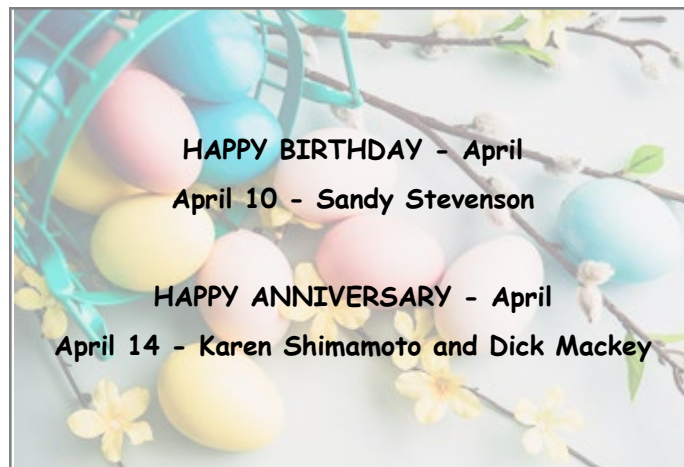 HAPPY BIRTHDAY - April
April 10 - Sandy Stevenson
HAPPY ANNIVERSARY - April
April 14 - Karen Shimamoto and Dick Mackey